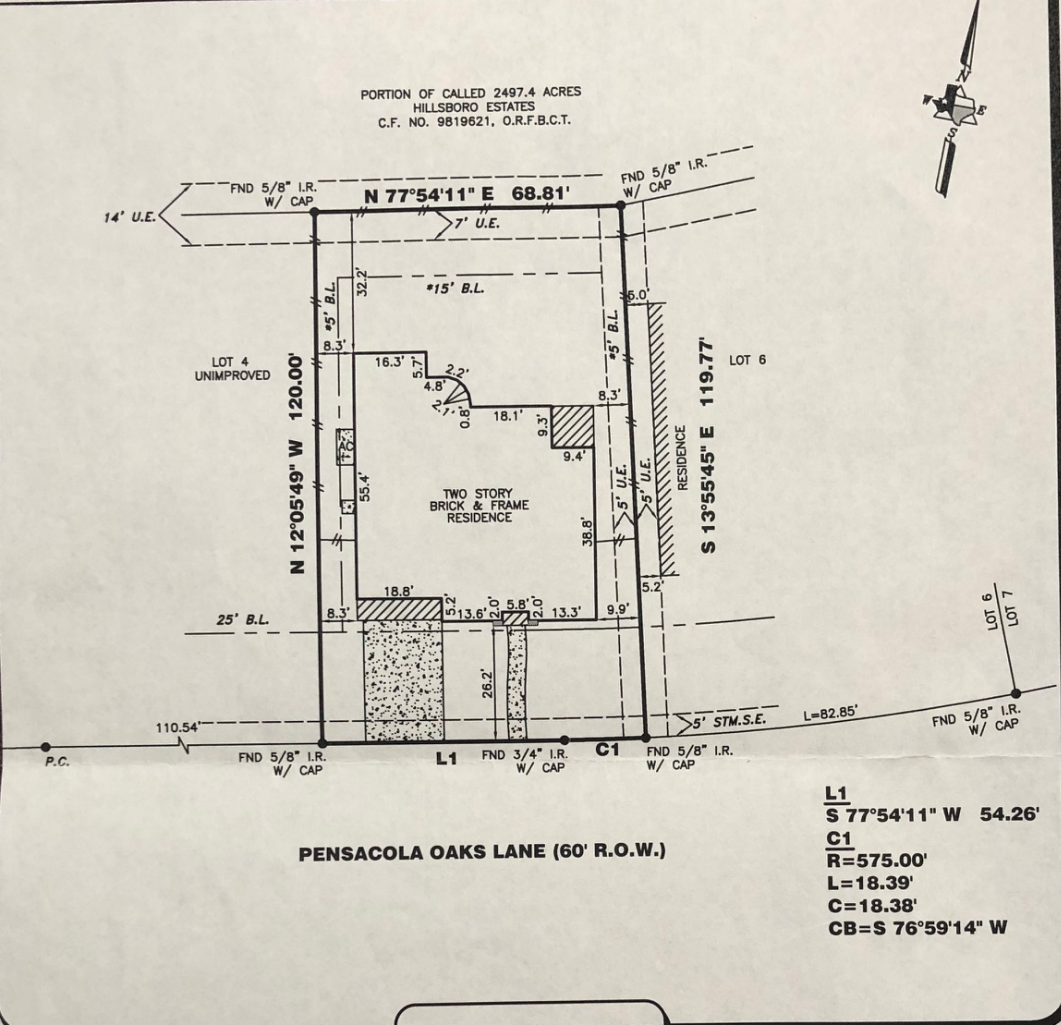 N
W
E
S
PORTION OF CALLED 2497.4 ACRES
HILLSBORO ESTATES
C.F. NO. 9819621, O.R.F.B.C.T.
FND 5/8" I.R.
W/ CAP
N 77°54'11" E 68.81'
FND 5/8" I.R.
W/ CAP
14' U.E.
7' U.E.
32.2'
*15' B.L.
*5' B.L.
5.0'
*5' B.L.
8.3'
16.3'
5.7'
2.2'
4.8'
2.1'
0.8'
18.1'
8.3'
9.3'
9.4'
LOT 4
UNIMPROVED
LOT 6
N 12°05'49" W 120.00'
S 13°55'45" E 119.77'
RESIDENCE
55.4'
TWO STORY
BRICK & FRAME
RESIDENCE
38.8'
5' U.E.
5' U.E.
5.2'
18.8'
5.2'
8.3'
13.6'
2.0'
5.8'
2.0'
13.3'
9.9'
25' B.L.
26.2'
LOT 6
LOT 7
110.54'
5' STM.S.E.
L=82.85'
FND 5/8" I.R.
W/ CAP
P.C.
FND 5/8" I.R.
W/ CAP
L1
FND 3/4" I.R.
W/ CAP
C1
FND 5/8" I.R.
W/ CAP
PENSACOLA OAKS LANE (60' R.O.W.)
L1
S 77°54'11" W 54.26'
C1
R=575.00'
L=18.39'
C=18.38'
CB=S 76°59'14" W